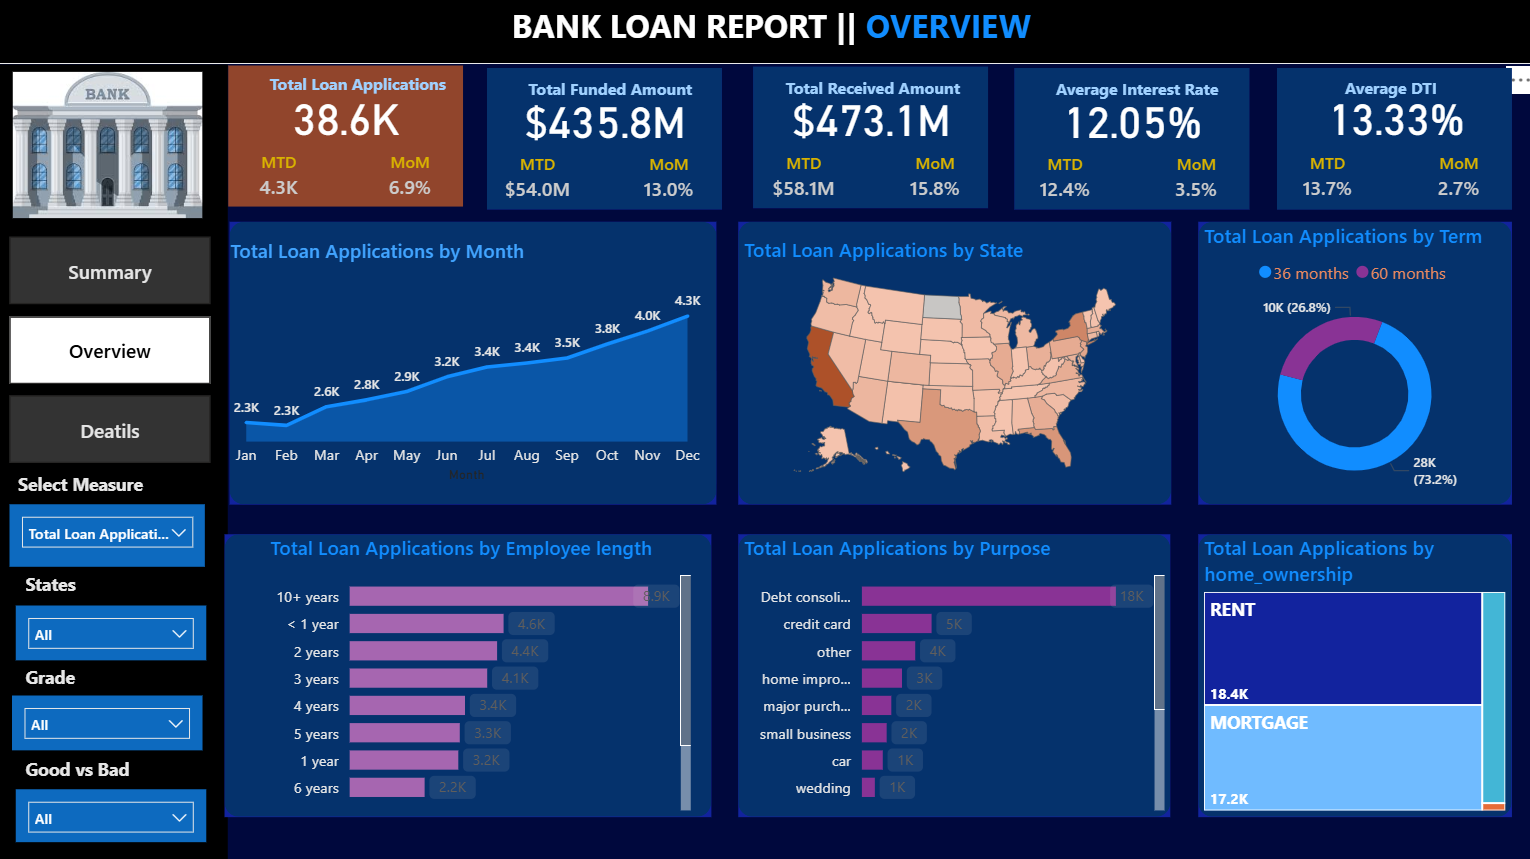 BANK LOAN REPORT || OVERVIEW
BANK
Total Loan Applications
38.6K
MTD MoM
4.3K 6.9%
Total Funded Amount
$435.8M
MTD MoM
$54.0M 13.0%
Total Received Amount
$473.1M
MTD MoM
$58.1M 15.8%
Average Interest Rate
12.05%
MTD MoM
12.4% 3.5%
Average DTI
13.33%
MTD MoM
13.7% 2.7%
Summary
Overview
Deatils
Select Measure
Total Loan Applicati...
States
All
Grade
All
Good vs Bad
All
Total Loan Applications by Month
2.3K 2.3K 2.6K 2.8K 2.9K 3.2K 3.4K 3.4K 3.5K 3.8K 4.0K 4.3K
Jan Feb Mar Apr May Jun Jul Aug Sep Oct Nov Dec
Month
Total Loan Applications by State
Total Loan Applications by Term
36 months 60 months
10K (26.8%)
28K
(73.2%)
Total Loan Applications by Employee length
10+ years 8.9K
< 1 year 4.6K
2 years 4.4K
3 years 4.1K
4 years 3.4K
5 years 3.3K
1 year 3.2K
6 years 2.2K
Total Loan Applications by Purpose
Debt consoli... 18K
credit card 5K
other 4K
home impro... 3K
major purch... 2K
small business 2K
car 1K
wedding 1K
Total Loan Applications by
home_ownership
RENT
18.4K
MORTGAGE
17.2K